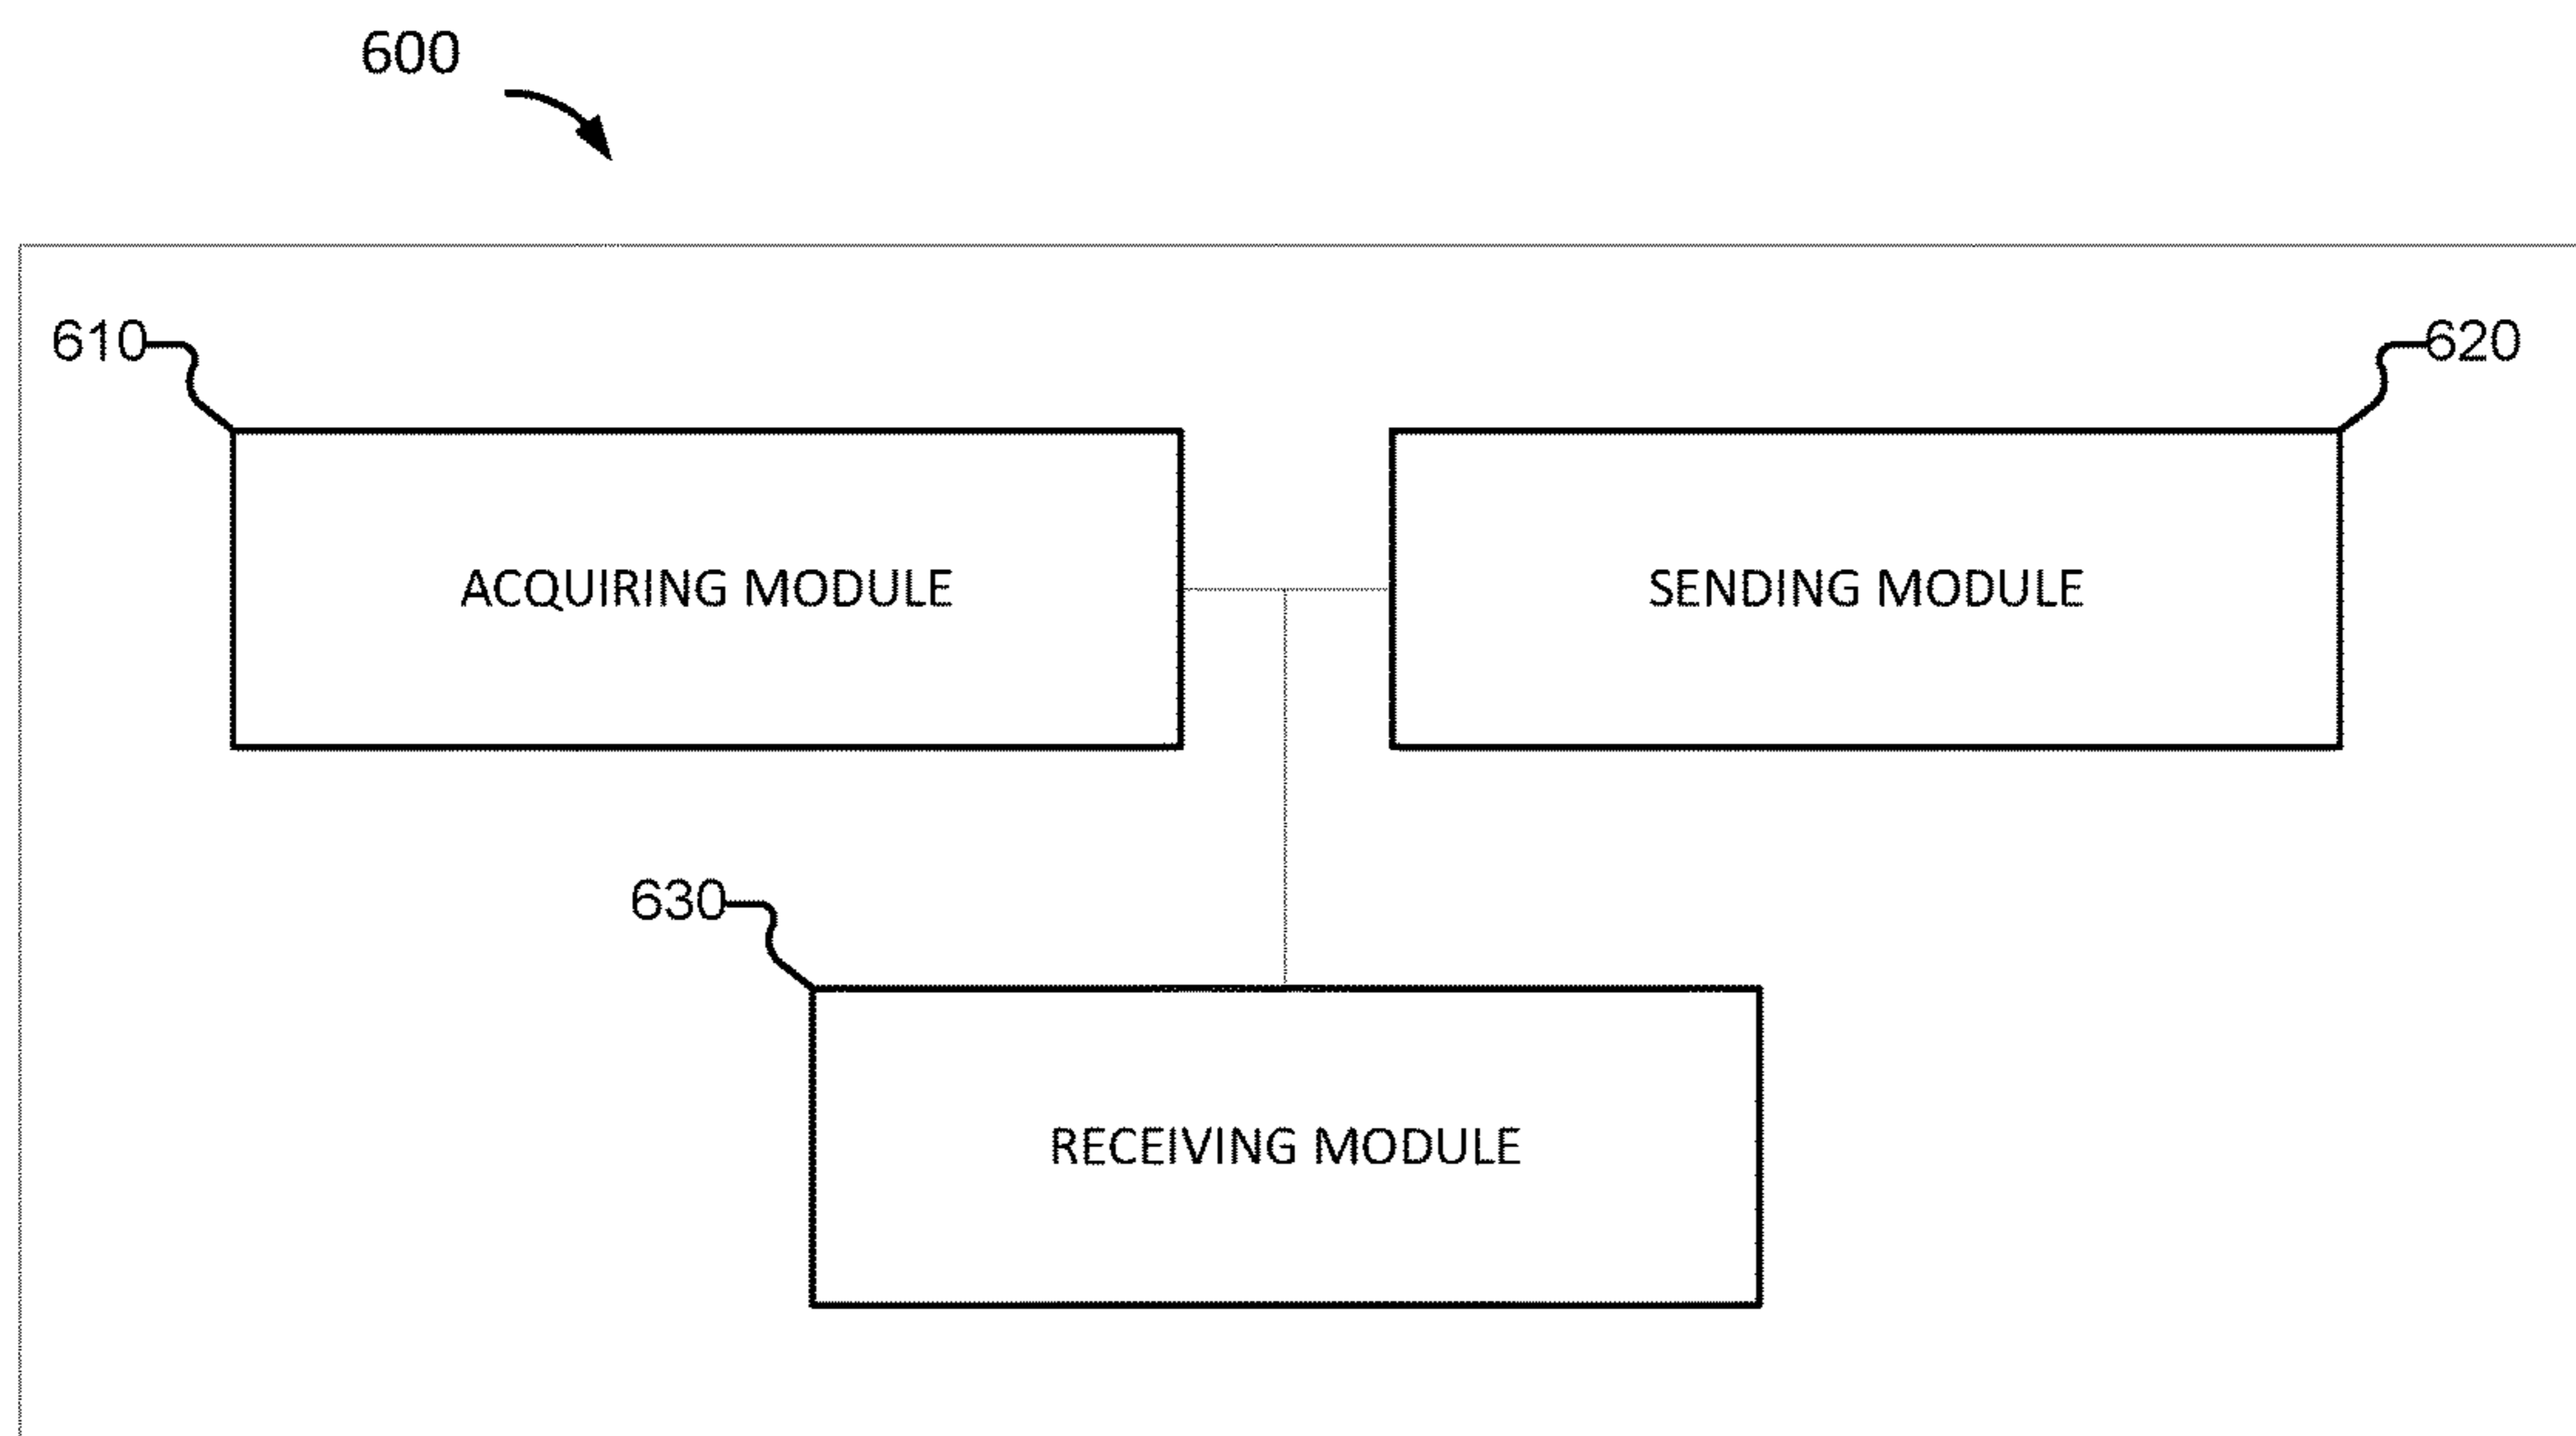 600
610
620
ACQUIRING MODULE
SENDING MODULE
630
RECEIVING MODULE